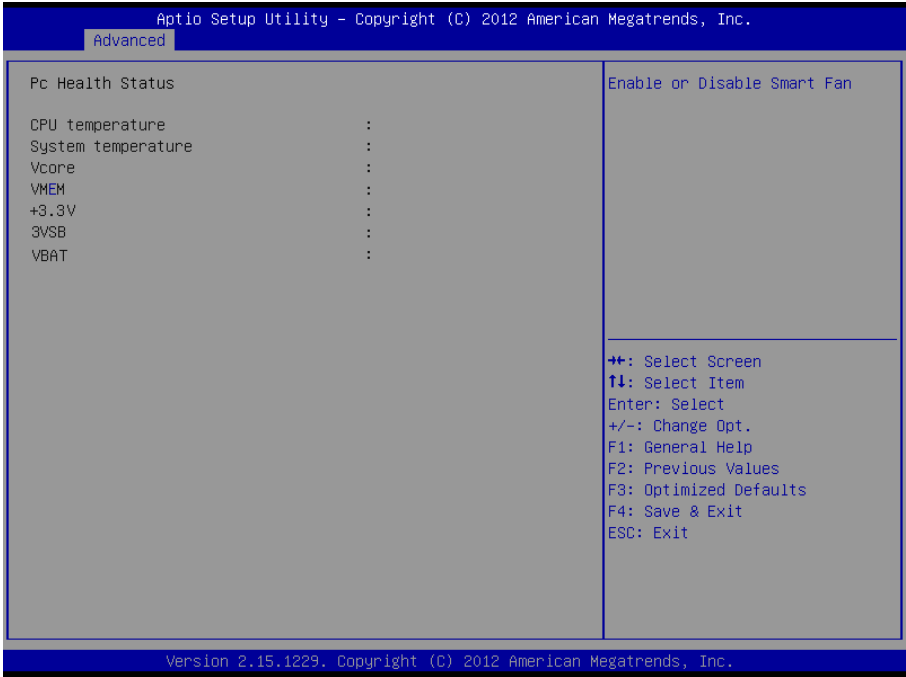 Aptio Setup Utility – Copyright (C) 2012 American Megatrends, Inc.
Advanced
Pc Health Status
CPU temperature :
System temperature :
Vcore :
VMEM :
+3.3V :
3VSB :
VBAT :
Enable or Disable Smart Fan
→←: Select Screen
↑↓: Select Item
Enter: Select
+/-: Change Opt.
F1: General Help
F2: Previous Values
F3: Optimized Defaults
F4: Save & Exit
ESC: Exit
Version 2.15.1229. Copyright (C) 2012 American Megatrends, Inc.